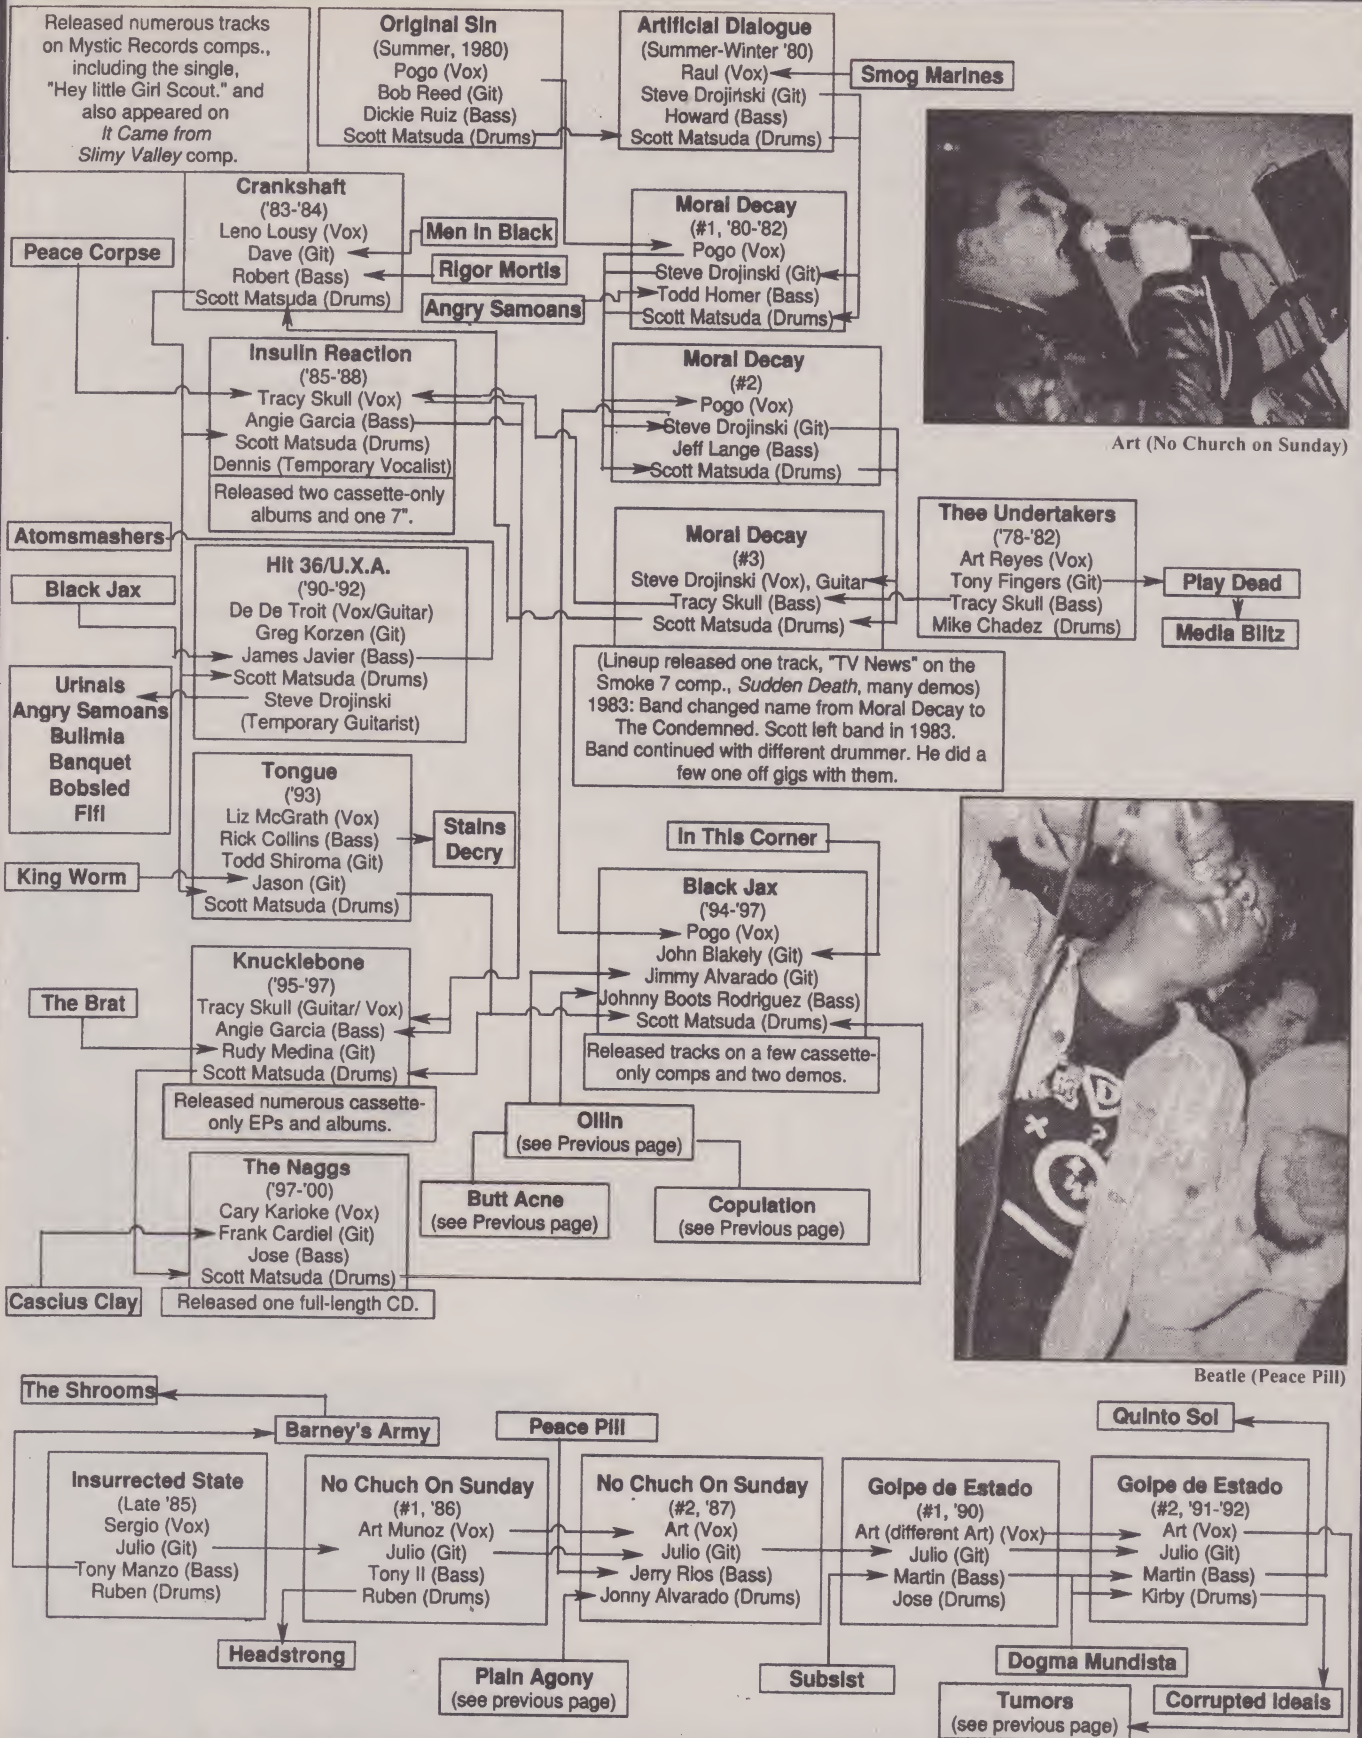 Released numerous tracks
on Mystic Records comps.,
including the single,
"Hey little Girl Scout." and
also appeared on
It Came from
Slimy Valley comp.
Original Sin
(Summer, 1980)
Pogo (Vox)
Bob Reed (Git)
Dickie Ruiz (Bass)
Scott Matsuda (Drums)
Artificial Dialogue
(Summer-Winter '80)
Raul (Vox)
Steve Drojinski (Git)
Howard (Bass)
Scott Matsuda (Drums)
Smog Marines
Crankshaft
('83-'84)
Leno Lousy (Vox)
Dave (Git)
Robert (Bass)
Scott Matsuda (Drums)
Men In Black
Rigor Mortis
Peace Corpse
Angry Samoans
Moral Decay
(#1, '80-'82)
Pogo (Vox)
Steve Drojinski (Git)
Todd Homer (Bass)
Scott Matsuda (Drums)
Art (No Church on Sunday)
Insulin Reaction
('85-'88)
Tracy Skull (Vox)
Angie Garcia (Bass)
Scott Matsuda (Drums)
Dennis (Temporary Vocalist)
Released two cassette-only
albums and one 7".
Moral Decay
(#2)
Pogo (Vox)
Steve Drojinski (Git)
Jeff Lange (Bass)
Scott Matsuda (Drums)
Atomsmashers
Black Jax
Hit 36/U.X.A.
('90-'92)
De De Troit (Vox/Guitar)
Greg Korzen (Git)
James Javier (Bass)
Scott Matsuda (Drums)
Steve Drojinski
(Temporary Guitarist)
Moral Decay
(#3)
Steve Drojinski (Vox), Guitar
Tracy Skull (Bass)
Scott Matsuda (Drums)
(Lineup released one track, "TV News" on the
Smoke 7 comp., Sudden Death, many demos)
1983: Band changed name from Moral Decay to
The Condemned. Scott left band in 1983.
Band continued with different drummer. He did a
few one off gigs with them.
Thee Undertakers
('78-'82)
Art Reyes (Vox)
Tony Fingers (Git)
Tracy Skull (Bass)
Mike Chadez (Drums)
Play Dead
Media Blitz
Urinals
Angry Samoans
Bulimia
Banquet
Bobsled
Fifi
Tongue
('93)
Liz McGrath (Vox)
Rick Collins (Bass)
Todd Shiroma (Git)
Jason (Git)
Scott Matsuda (Drums)
Stains
Decry
King Worm
In This Corner
Black Jax
('94-'97)
Pogo (Vox)
John Blakely (Git)
Jimmy Alvarado (Git)
Johnny Boots Rodriguez (Bass)
Scott Matsuda (Drums)
Released tracks on a few cassette-
only comps and two demos.
Knucklebone
('95-'97)
Tracy Skull (Guitar/ Vox)
Angie Garcia (Bass)
Rudy Medina (Git)
Scott Matsuda (Drums)
Released numerous cassette-
only EPs and albums.
The Brat
Ollin
(see Previous page)
Butt Acne
(see Previous page)
Copulation
(see Previous page)
The Naggs
('97-'00)
Cary Karioke (Vox)
Frank Cardiel (Git)
Jose (Bass)
Scott Matsuda (Drums)
Released one full-length CD.
Cascius Clay
Beatle (Peace Pill)
The Shrooms
Barney's Army
Peace Pill
Quinto Sol
Insurrected State
(Late '85)
Sergio (Vox)
Julio (Git)
Tony Manzo (Bass)
Ruben (Drums)
No Chuch On Sunday
(#1, '86)
Art Munoz (Vox)
Julio (Git)
Tony II (Bass)
Ruben (Drums)
No Chuch On Sunday
(#2, '87)
Art (Vox)
Julio (Git)
Jerry Rios (Bass)
Jonny Alvarado (Drums)
Golpe de Estado
(#1, '90)
Art (different Art) (Vox)
Julio (Git)
Martin (Bass)
Jose (Drums)
Golpe de Estado
(#2, '91-'92)
Art (Vox)
Julio (Git)
Martin (Bass)
Kirby (Drums)
Headstrong
Plain Agony
(see previous page)
Subsist
Dogma Mundista
Tumors
(see previous page)
Corrupted Ideals